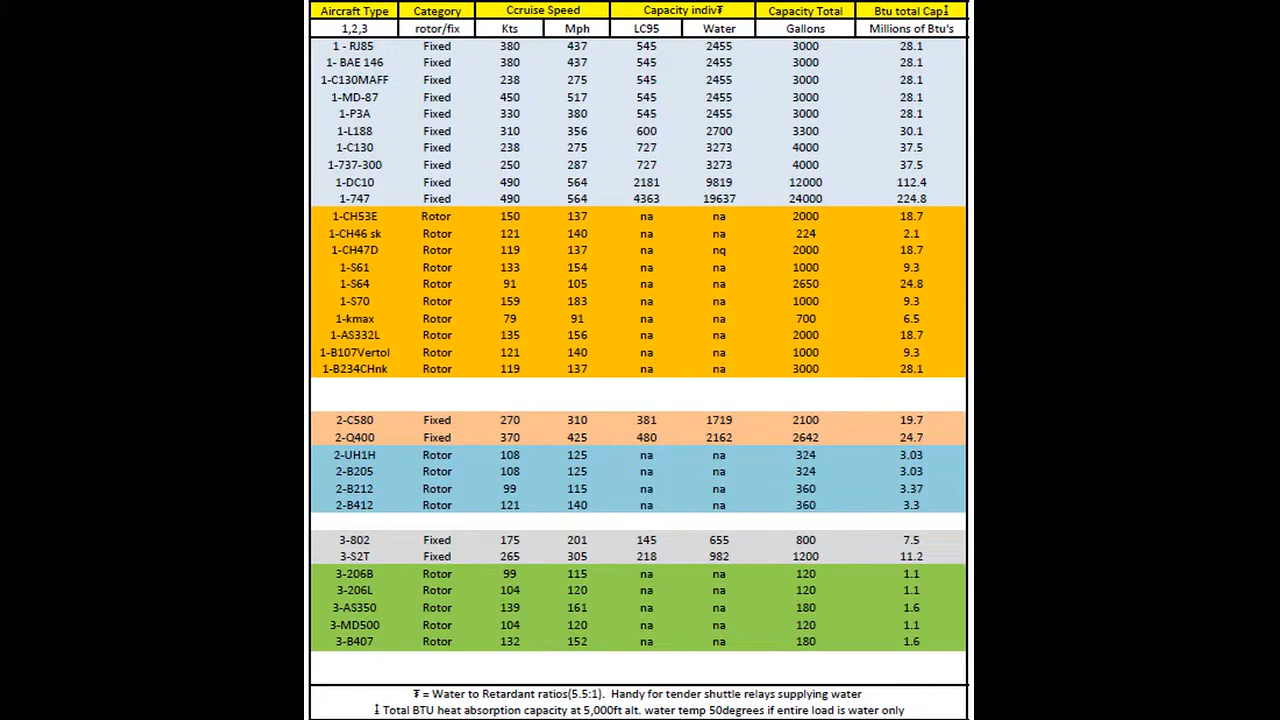 Aircraft Type Category Ccruise Speed Capacity indiv₮ Capacity Total Btu total Cap‡
1,2,3 rotor/fix Kts Mph LC95 Water Gallons Millions of Btu's
1 - RJ85 Fixed 380 437 545 2455 3000 28.1
1- BAE 146 Fixed 380 437 545 2455 3000 28.1
1-C130MAFF Fixed 238 275 545 2455 3000 28.1
1-MD-87 Fixed 450 517 545 2455 3000 28.1
1-P3A Fixed 330 380 545 2455 3000 28.1
1-L188 Fixed 310 356 600 2700 3300 30.1
1-C130 Fixed 238 275 727 3273 4000 37.5
1-737-300 Fixed 250 287 727 3273 4000 37.5
1-DC10 Fixed 490 564 2181 9819 12000 112.4
1-747 Fixed 490 564 4363 19637 24000 224.8
1-CH53E Rotor 150 137 na na 2000 18.7
1-CH46 sk Rotor 121 140 na na 224 2.1
1-CH47D Rotor 119 137 na nq 2000 18.7
1-S61 Rotor 133 154 na na 1000 9.3
1-S64 Rotor 91 105 na na 2650 24.8
1-S70 Rotor 159 183 na na 1000 9.3
1-kmax Rotor 79 91 na na 700 6.5
1-AS332L Rotor 135 156 na na 2000 18.7
1-B107Vertol Rotor 121 140 na na 1000 9.3
1-B234CHnk Rotor 119 137 na na 3000 28.1
2-C580 Fixed 270 310 381 1719 2100 19.7
2-Q400 Fixed 370 425 480 2162 2642 24.7
2-UH1H Rotor 108 125 na na 324 3.03
2-B205 Rotor 108 125 na na 324 3.03
2-B212 Rotor 99 115 na na 360 3.37
2-B412 Rotor 121 140 na na 360 3.3
3-802 Fixed 175 201 145 655 800 7.5
3-S2T Fixed 265 305 218 982 1200 11.2
3-206B Rotor 99 115 na na 120 1.1
3-206L Rotor 104 120 na na 120 1.1
3-AS350 Rotor 139 161 na na 180 1.6
3-MD500 Rotor 104 120 na na 120 1.1
3-B407 Rotor 132 152 na na 180 1.6
₮ = Water to Retardant ratios(5.5:1). Handy for tender shuttle relays supplying water
‡ Total BTU heat absorption capacity at 5,000ft alt. water temp 50degrees if entire load is water only